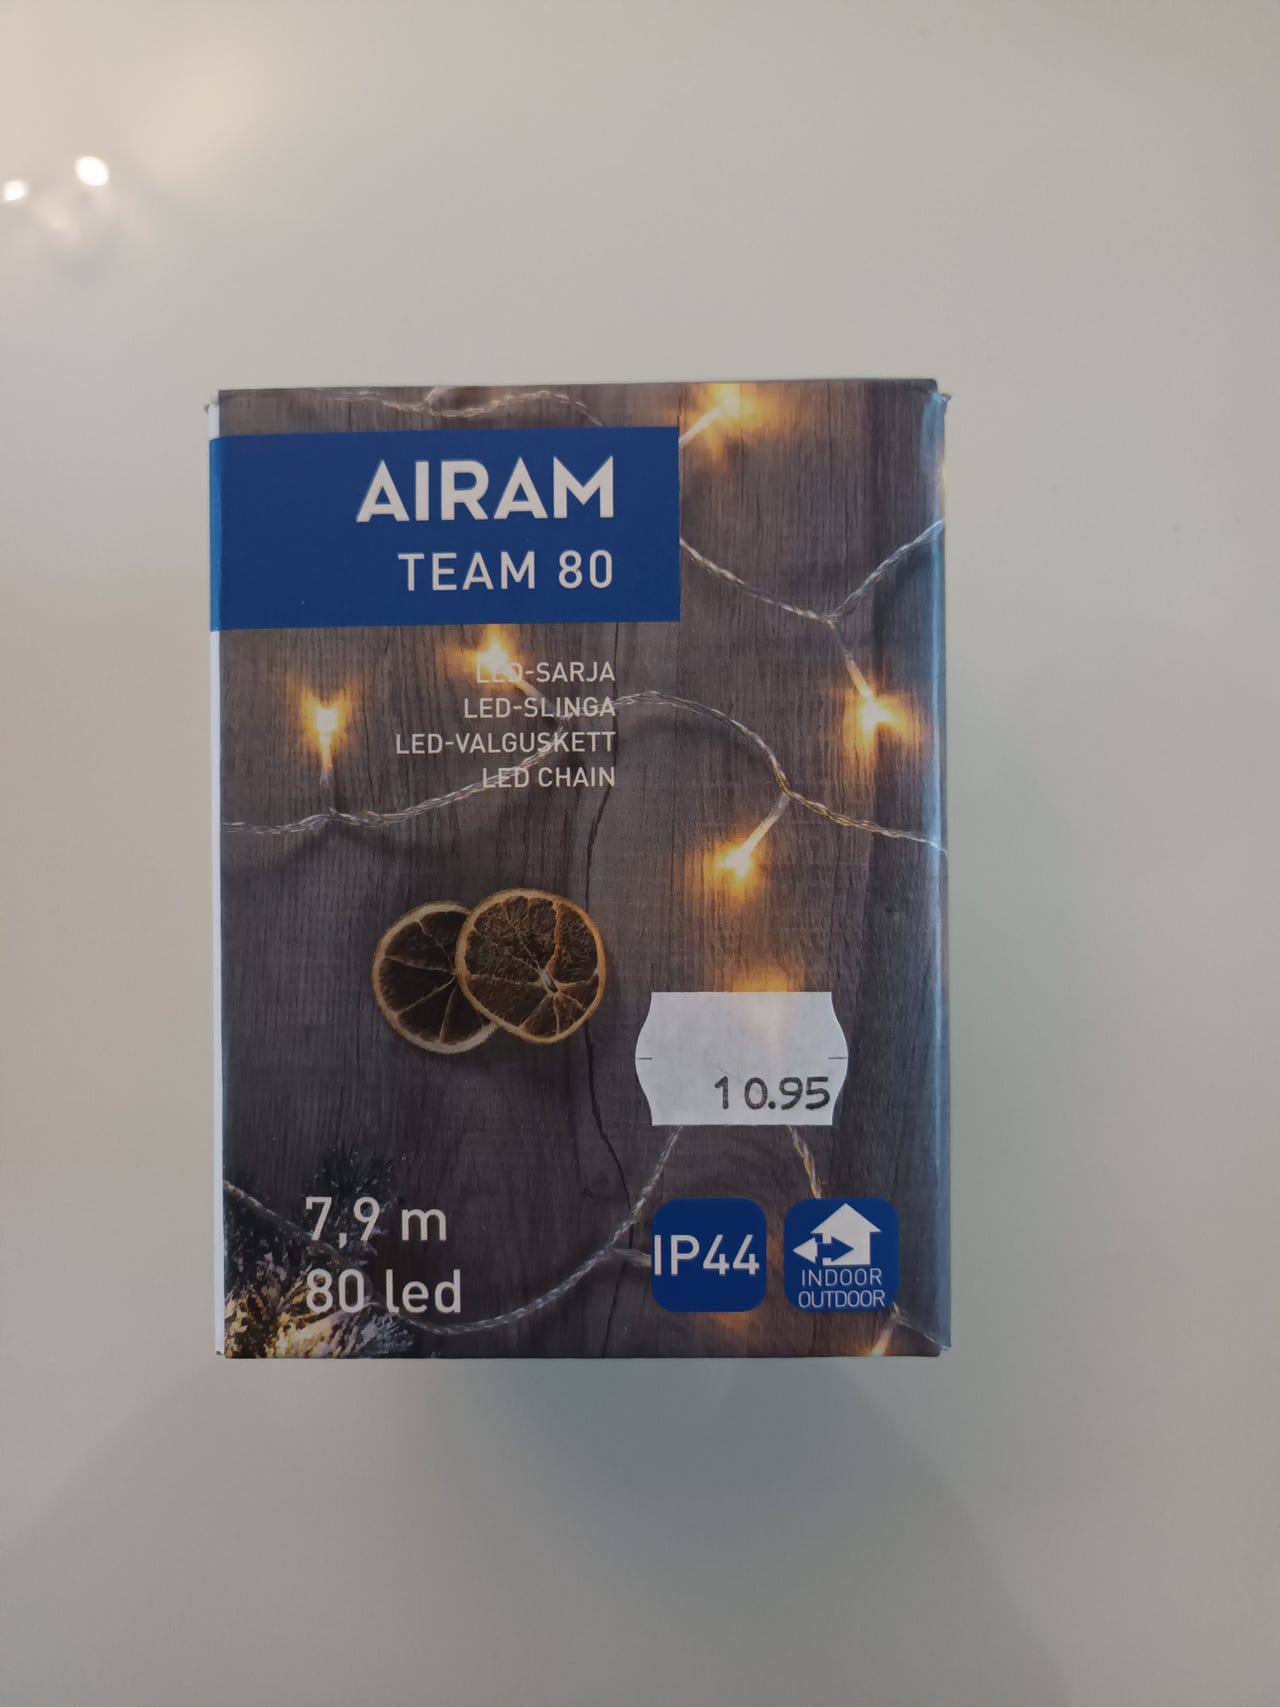 AIRAM
TEAM 80
LED-SARJA
LED-SLINGA
LED-VALGUSKETT
LED CHAIN
10.95
7,9 m
80 led
IP44
INDOOR
OUTDOOR